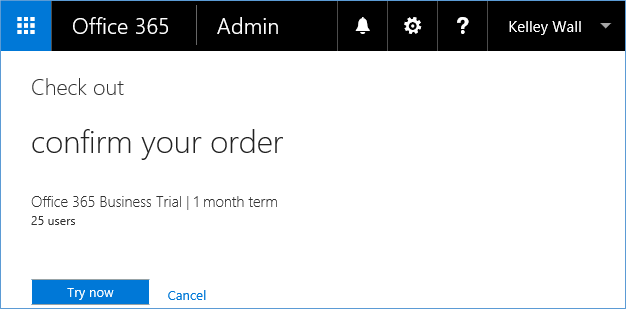 Office 365 Admin ? Kelley Wall
Check out
confirm your order
Office 365 Business Trial | 1 month term
25 users
Try now Cancel